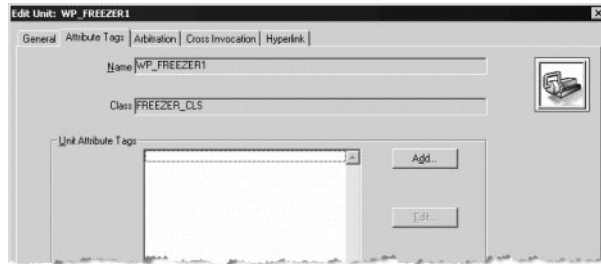 Edit Unit: WP_FREEZER1
General Attribute Tags Arbitration Cross Invocation Hyperlink
Name WP_FREEZER1
Class FREEZER_CLS
Unit Attribute Tags
Add...
Edit...